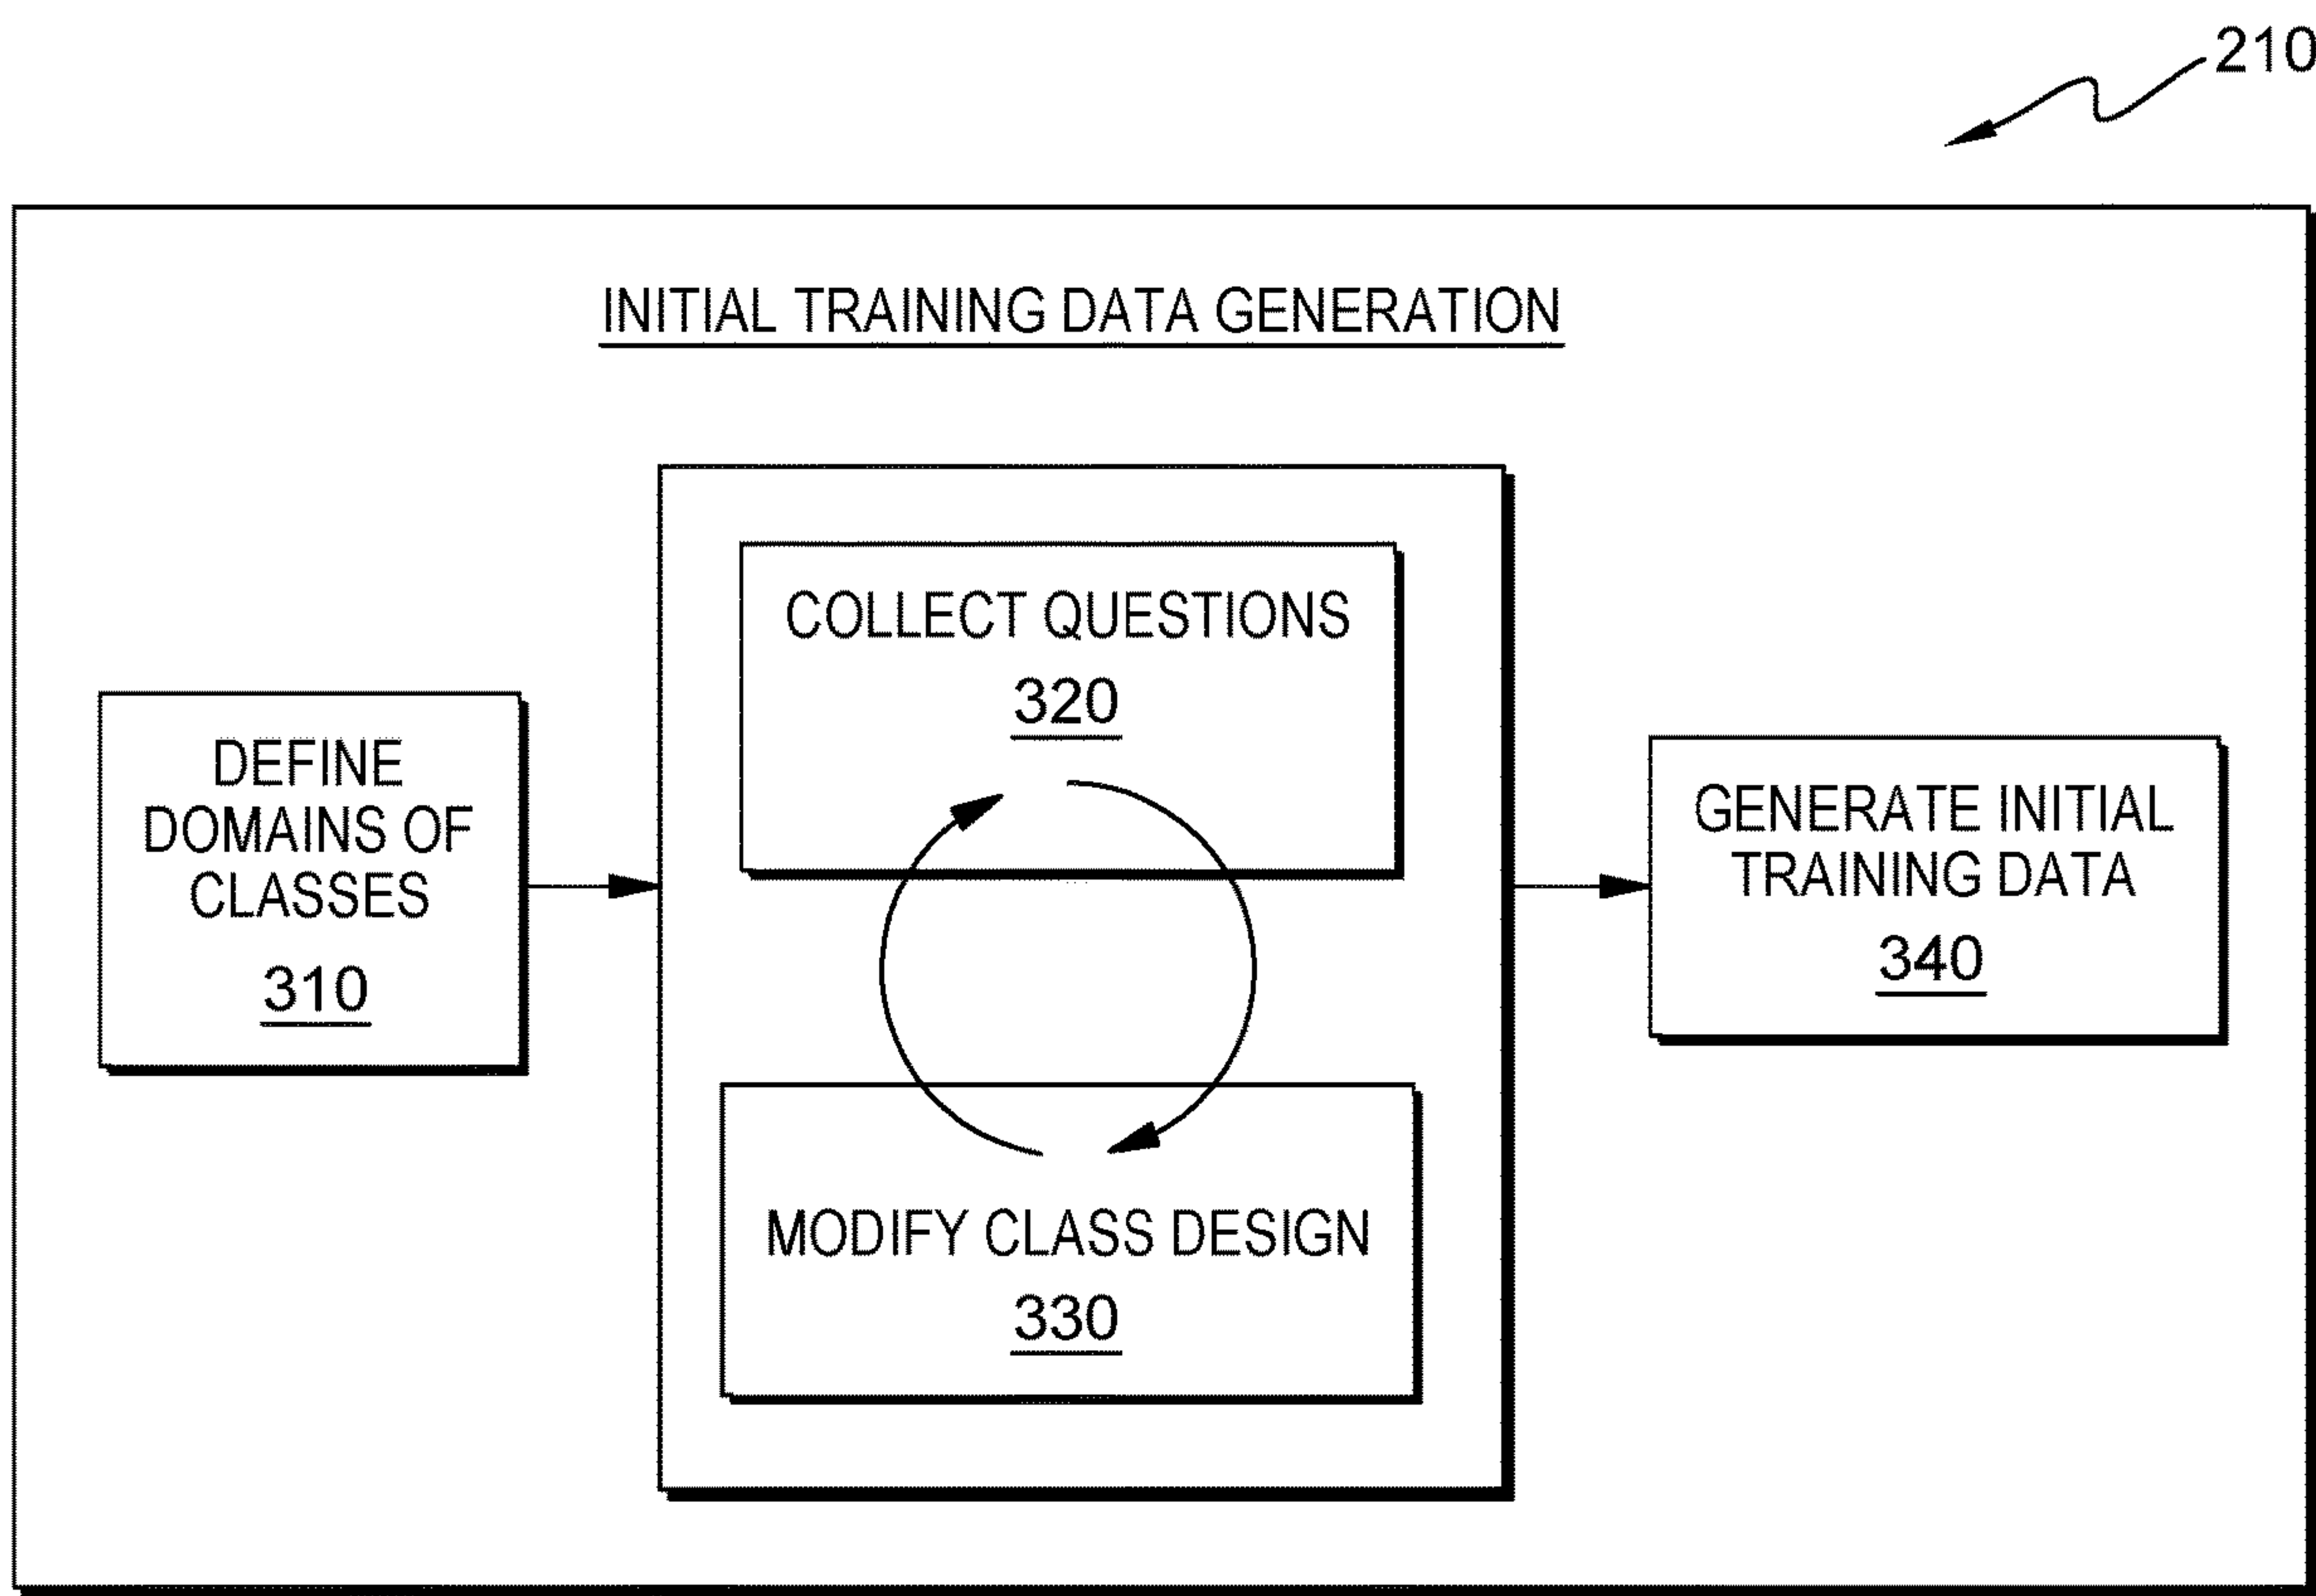 210
INITIAL TRAINING DATA GENERATION
DEFINE
DOMAINS OF
CLASSES
310
COLLECT QUESTIONS
320
MODIFY CLASS DESIGN
330
GENERATE INITIAL
TRAINING DATA
340